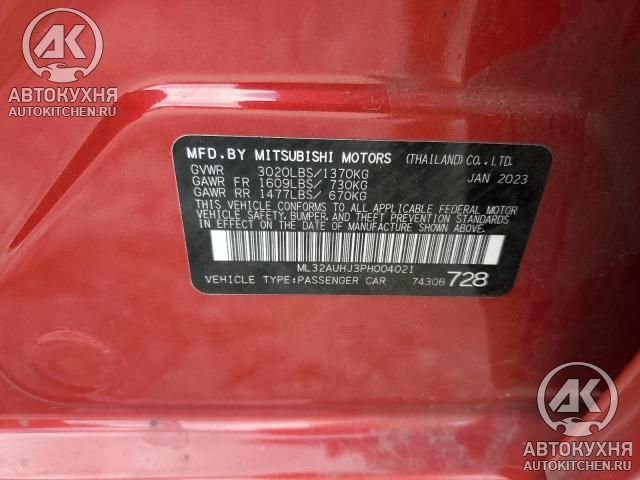 АК
АВТОКУХНЯ
AUTOKITCHEN.RU
MFD.BY MITSUBISHI MOTORS (THAILAND)CO.,LTD.
GVWR 3020LBS/1370KG JAN 2023
GAWR FR 1609LBS/ 730KG
GAWR RR 1477LBS/ 670KG
THIS VEHICLE CONFORMS TO ALL APPLICABLE FEDERAL MOTOR
VEHICLE SAFETY, BUMPER, AND THEFT PREVENTION STANDARDS
IN EFFECT ON THE DATE OF MANUFACTURE SHOWN ABOVE.
ML32AUHJ3PH004021
VEHICLE TYPE:PASSENGER CAR 7430B 728
АК
АВТОКУХНЯ
AUTOKITCHEN.RU